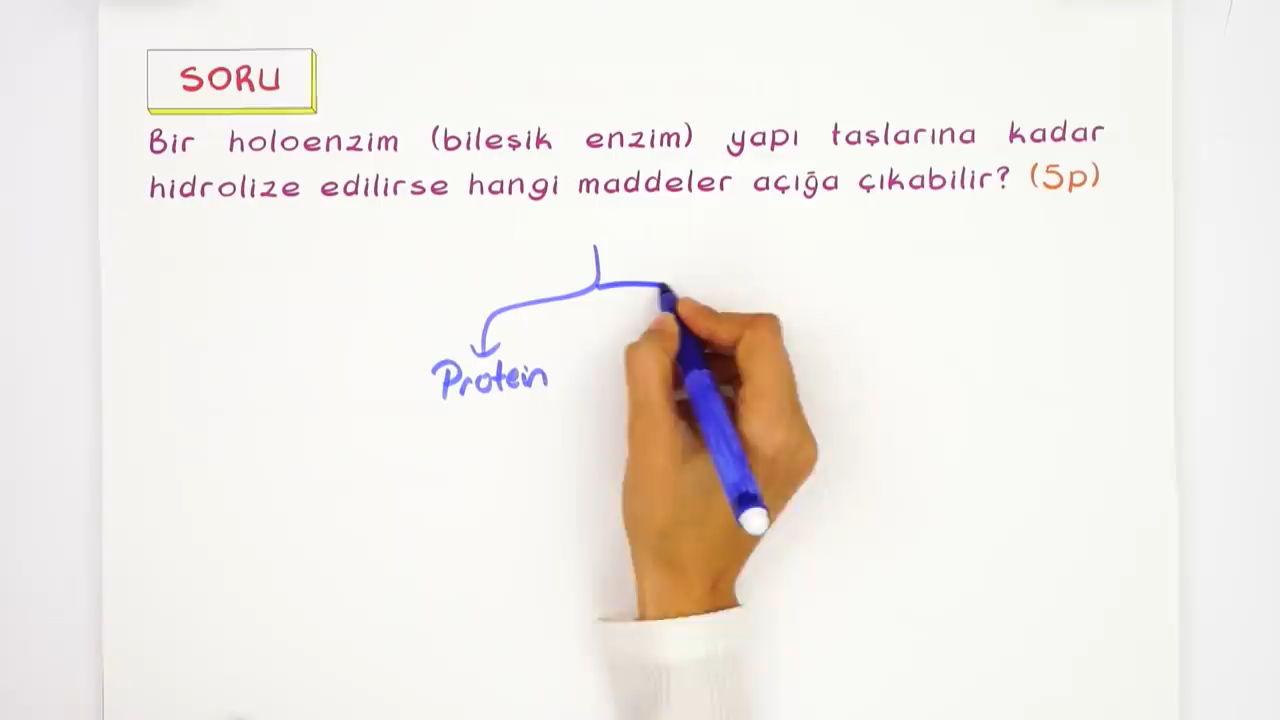 SORU
Bir holoenzim (bileşik enzim) yapı taşlarına kadar
hidrolize edilirse hangi maddeler açığa çıkabilir? (5p)
Protein